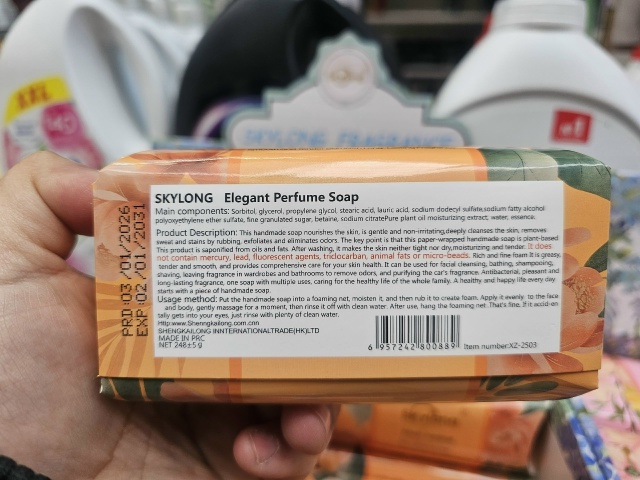 XXL
SKYLONG FRAGRANCE
SKYLONG Elegant Perfume Soap
Main components: Sorbitol, glycerol, propylene glycol, stearic acid, lauric acid, sodium dodecyl sulfate,sodium fatty alcohol
polyoxyethylene ether sulfate, fine granulated sugar, betaine, sodium citratePure plant oil moisturizing extract; water; essence.
Product Description: This handmade soap nourishes the skin, is gentle and non-irritating,deeply cleanses the skin, removes
sweat and stains by rubbing, exfoliates and eliminates odors. The key point is that this paper-wrapped handmade soap is plant-based
This product is saponified from oils and fats. After washing, it makes the skin neither tight nor dry,moisturizing and tender. It does
not contain mercury, lead, fluorescent agents, triclocarban, animal fats or micro-beads. Rich and fine foam It is greasy,
tender and smooth, and provides comprehensive care for your skin health. It can be used for facial cleansing, bathing, shampooing,
shaving, leaving fragrance in wardrobes and bathrooms to remove odors, and purifying the car's fragrance. Antibacterial, pleasant and
long-lasting fragrance, one soap with multiple uses, caring for the healthy life of the whole family. A healthy and happy life every day
starts with a piece of handmade soap.
Usage method: Put the handmade soap into a foaming net, moisten it, and then rub it to create foam. Apply it evenly to the face
and body, gently massage for a moment, then rinse it off with clean water. After use, hang the foaming net. That's fine. If it acid-on
tally gets into your eyes, just rinse with plenty of clean water.
Http:Www.Shengkailong.com.cnn
SHENGKAILONG INNTERNATIONALTRADE(HK)LTD
MADE IN PRC
NET 248±5 g
6 957242 800889
Item number:XZ-2503
PRD:03 /01/2026
EXP:02 /01/2031